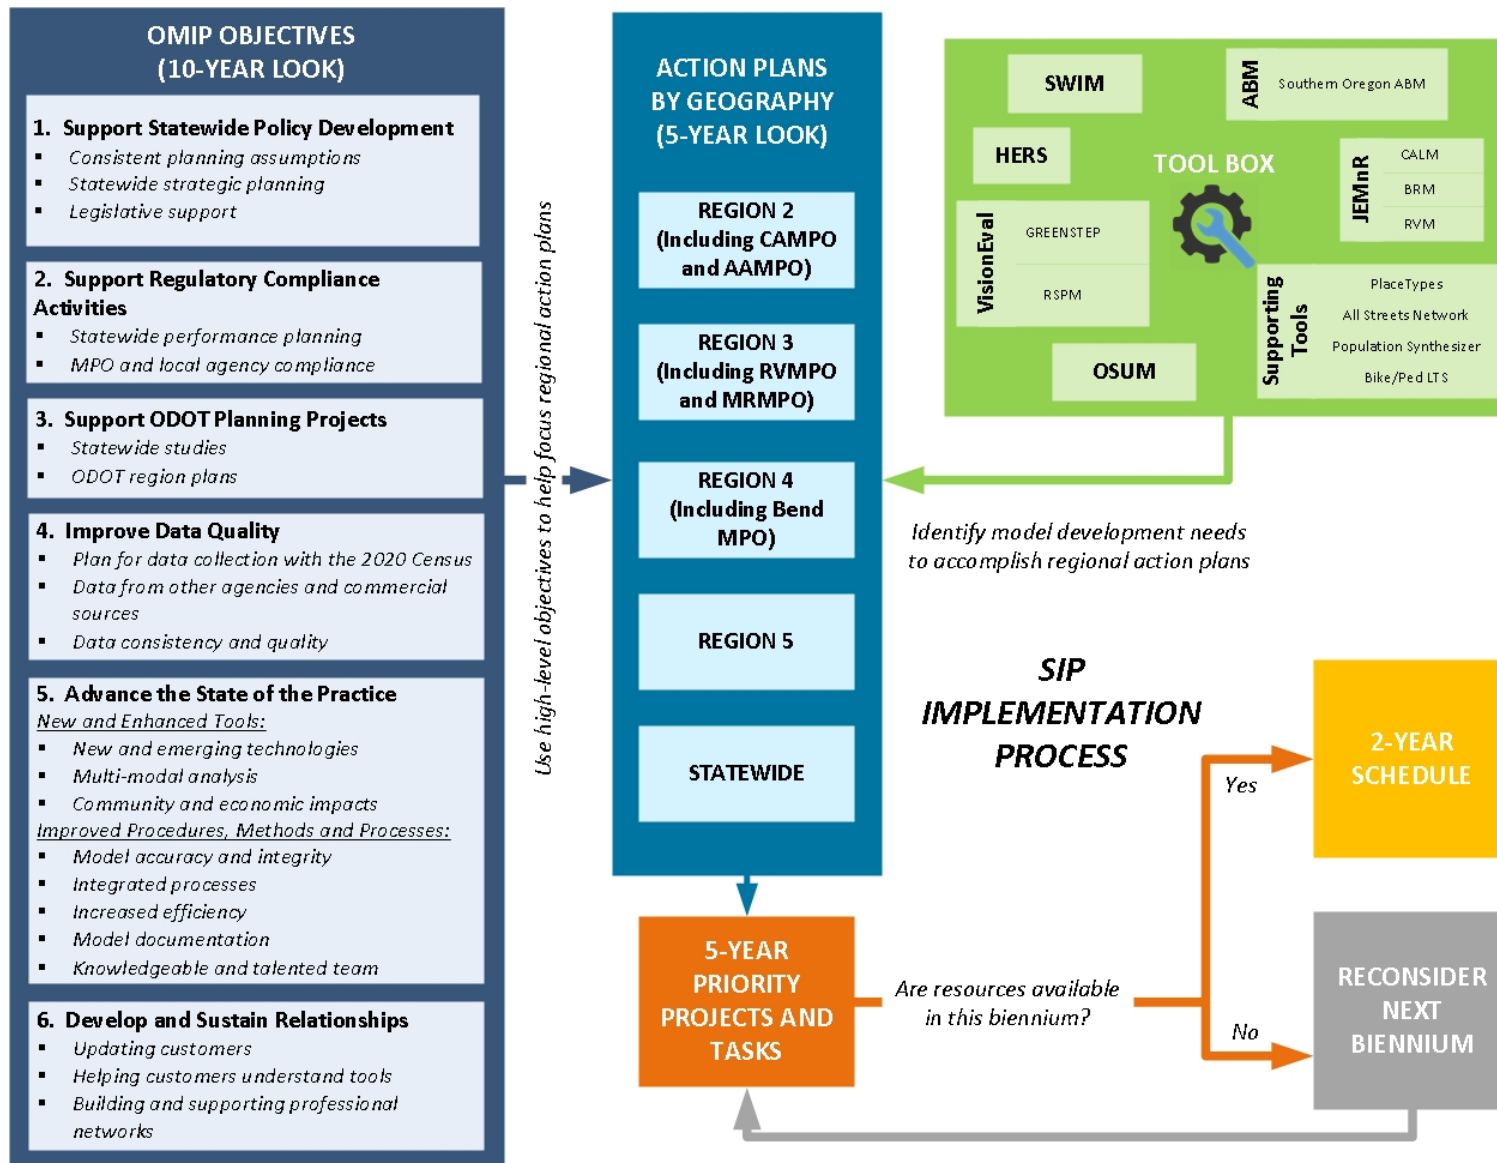 OMIP OBJECTIVES
(10-YEAR LOOK)
1. Support Statewide Policy Development
▪ Consistent planning assumptions
▪ Statewide strategic planning
▪ Legislative support
2. Support Regulatory Compliance
Activities
▪ Statewide performance planning
▪ MPO and local agency compliance
3. Support ODOT Planning Projects
▪ Statewide studies
▪ ODOT region plans
4. Improve Data Quality
▪ Plan for data collection with the 2020 Census
▪ Data from other agencies and commercial
sources
▪ Data consistency and quality
5. Advance the State of the Practice
New and Enhanced Tools:
▪ New and emerging technologies
▪ Multi-modal analysis
▪ Community and economic impacts
Improved Procedures, Methods and Processes:
▪ Model accuracy and integrity
▪ Integrated processes
▪ Increased efficiency
▪ Model documentation
▪ Knowledgeable and talented team
6. Develop and Sustain Relationships
▪ Updating customers
▪ Helping customers understand tools
▪ Building and supporting professional
networks
Use high-level objectives to help focus regional action plans
ACTION PLANS
BY GEOGRAPHY
(5-YEAR LOOK)
REGION 2
(Including CAMPO
and AAMPO)
REGION 3
(Including RVMPO
and MRMPO)
REGION 4
(Including Bend
MPO)
REGION 5
STATEWIDE
TOOL BOX
SWIM
HERS
VisionEval
GREENSTEP
RSPM
OSUM
ABM
Southern Oregon ABM
JEMnR
CALM
BRM
RVM
Supporting
Tools
PlaceTypes
All Streets Network
Population Synthesizer
Bike/Ped LTS
Identify model development needs
to accomplish regional action plans
SIP
IMPLEMENTATION
PROCESS
5-YEAR
PRIORITY
PROJECTS AND
TASKS
Are resources available
in this biennium?
Yes
No
2-YEAR
SCHEDULE
RECONSIDER
NEXT
BIENNIUM